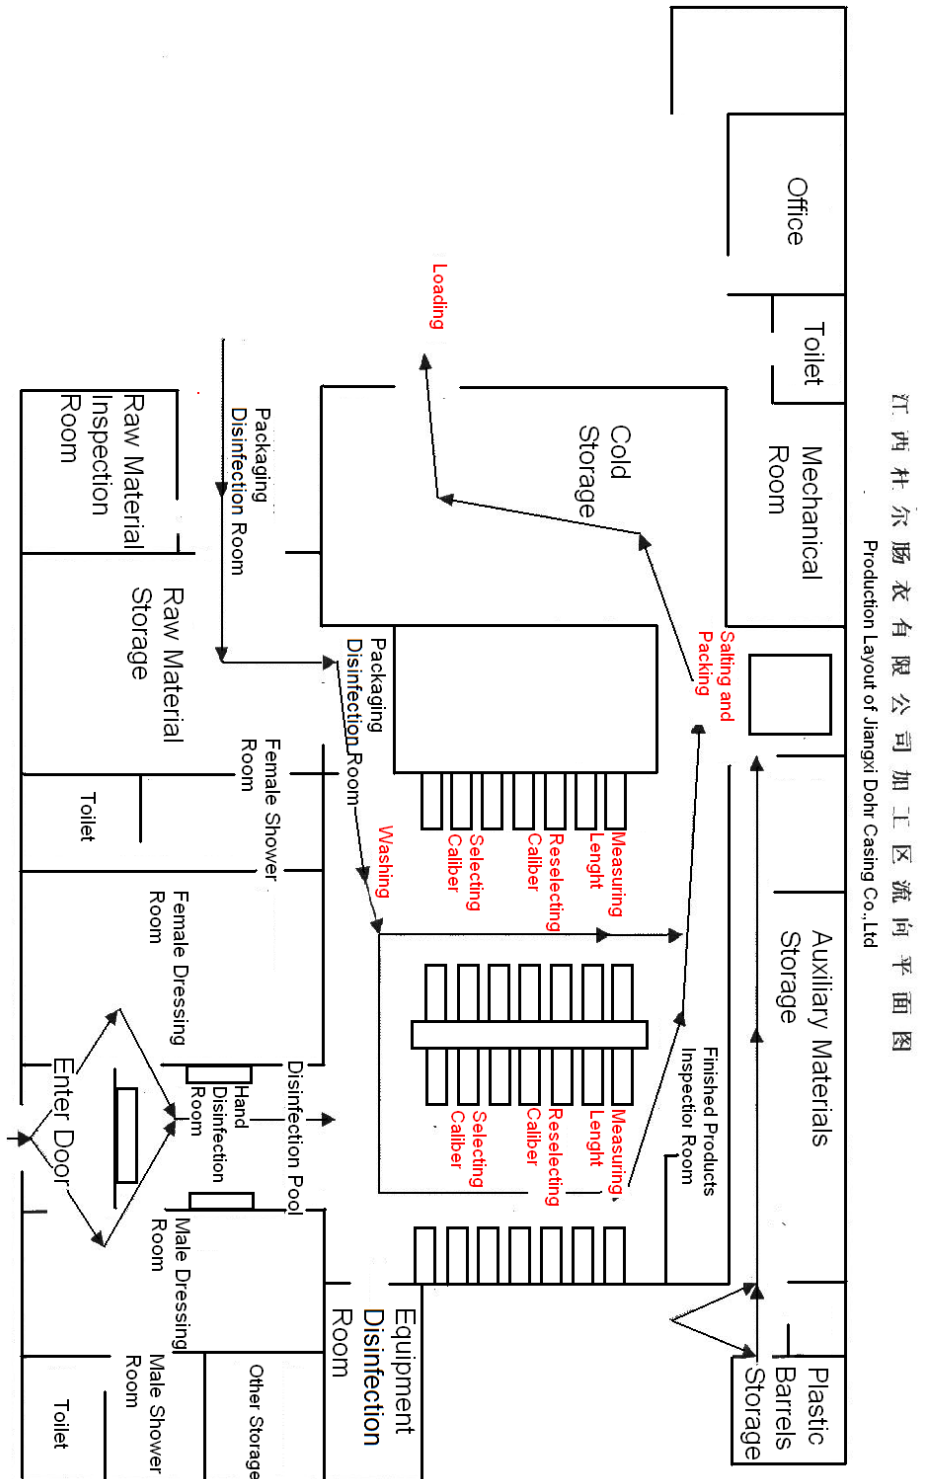 江西杜尔肠衣有限公司加工区流向平面图
Production Layout of Jiangxi Dohr Casing Co,.Ltd
Office
Toilet
Mechanical
Room
Auxiliary Materials
Storage
Plastic
Barrels
Storage
Loading
Cold
Storage
Salting and
Packing
Finished Products
Inspection Room
Measuring
Lenght
Reselecting
Caliber
Selecting
Caliber
Washing
Measuring
Lenght
Reselecting
Caliber
Selecting
Caliber
Packaging
Disinfection Room
Packaging
Disinfection Room
Equipment
Disinfection
Room
Raw Material
Inspection
Room
Raw Material
Storage
Female Shower
Room
Toilet
Female Dressing
Room
Disinfection Pool
Hand
Disinfection
Room
Enter Door
Male Dressing
Room
Other Storage
Male Shower
Room
Toilet